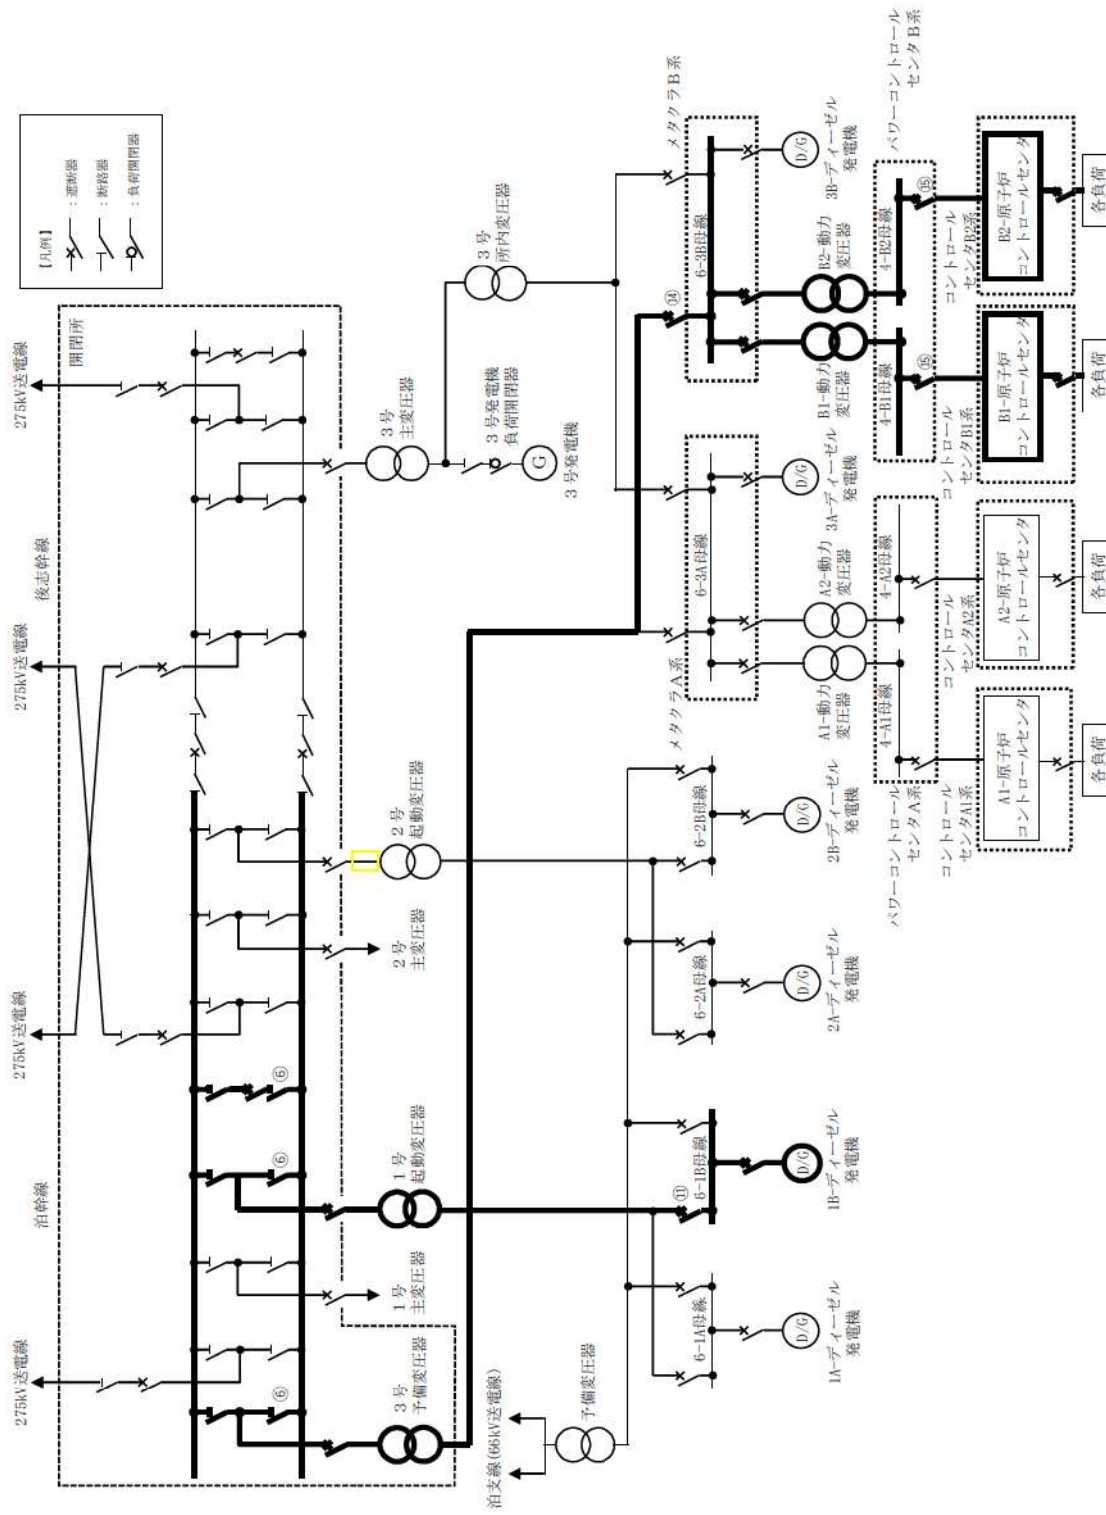 【凡例】
：遮断器
：断路器
：負荷開閉器
275kV送電線
275kV送電線
275kV送電線
275kV送電線
泊幹線
後志幹線
開閉所
⑥
⑥
⑥
3号
予備変圧器
1号
主変圧器
1号
起動変圧器
2号
主変圧器
2号
起動変圧器
3号
主変圧器
3号発電機
負荷開閉器
G
3号発電機
3号
所内変圧器
泊支線(66kV送電線)
予備変圧器
6-1A母線
D/G
1A-ディーゼル
発電機
⑪
6-1B母線
D/G
1B-ディーゼル
発電機
6-2A母線
D/G
2A-ディーゼル
発電機
6-2B母線
D/G
2B-ディーゼル
発電機
メタクラA系
6-3A母線
D/G
3A-ディーゼル
発電機
A1-動力
変圧器
A2-動力
変圧器
メタクラB系
⑭
6-3B母線
D/G
3B-ディーゼル
発電機
B1-動力
変圧器
B2-動力
変圧器
パワーコントロール
センタA系
4-A1母線
4-A2母線
パワーコントロール
センタB系
4-B1母線
4-B2母線
⑮
⑮
コントロール
センタA1系
A1-原子炉
コントロールセンタ
各負荷
コントロール
センタA2系
A2-原子炉
コントロールセンタ
各負荷
コントロール
センタB1系
B1-原子炉
コントロールセンタ
各負荷
コントロール
センタB2系
B2-原子炉
コントロールセンタ
各負荷